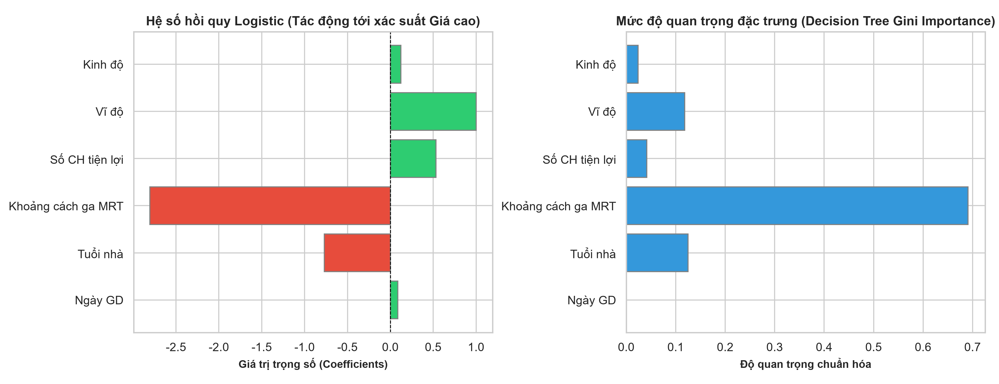 Hệ số hồi quy Logistic (Tác động tới xác suất Giá cao)
Kinh độ
Vĩ độ
Số CH tiện lợi
Khoảng cách ga MRT
Tuổi nhà
Ngày GD
-2.5 -2.0 -1.5 -1.0 -0.5 0.0 0.5 1.0
Giá trị trọng số (Coefficients)
Mức độ quan trọng đặc trưng (Decision Tree Gini Importance)
Kinh độ
Vĩ độ
Số CH tiện lợi
Khoảng cách ga MRT
Tuổi nhà
Ngày GD
0.0 0.1 0.2 0.3 0.4 0.5 0.6 0.7
Độ quan trọng chuẩn hóa